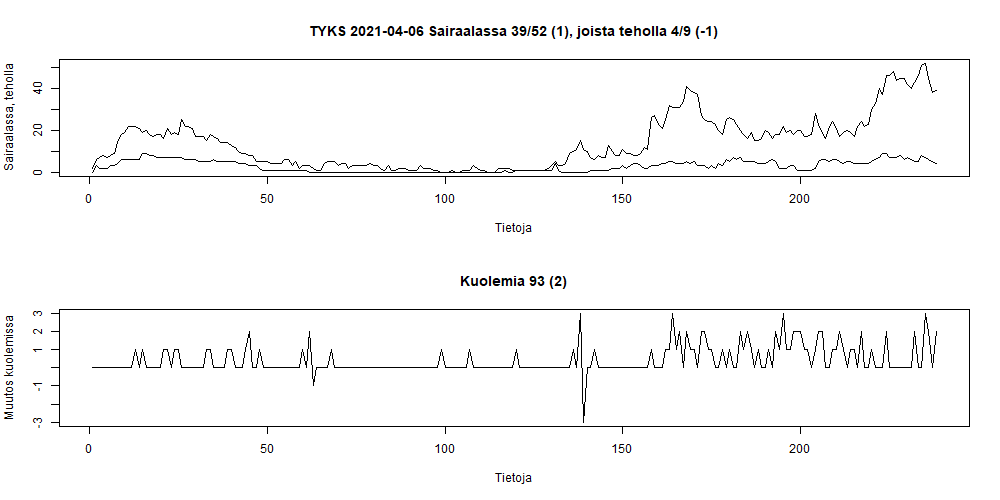 TYKS 2021-04-06 Sairaalassa 39/52 (1), joista teholla 4/9 (-1)
Sairaalassa, teholla
40
20
0
0 50 100 150 200
Tietoja
Kuolemia 93 (2)
Muutos kuolemissa
3
2
1
-1
-3
0 50 100 150 200
Tietoja